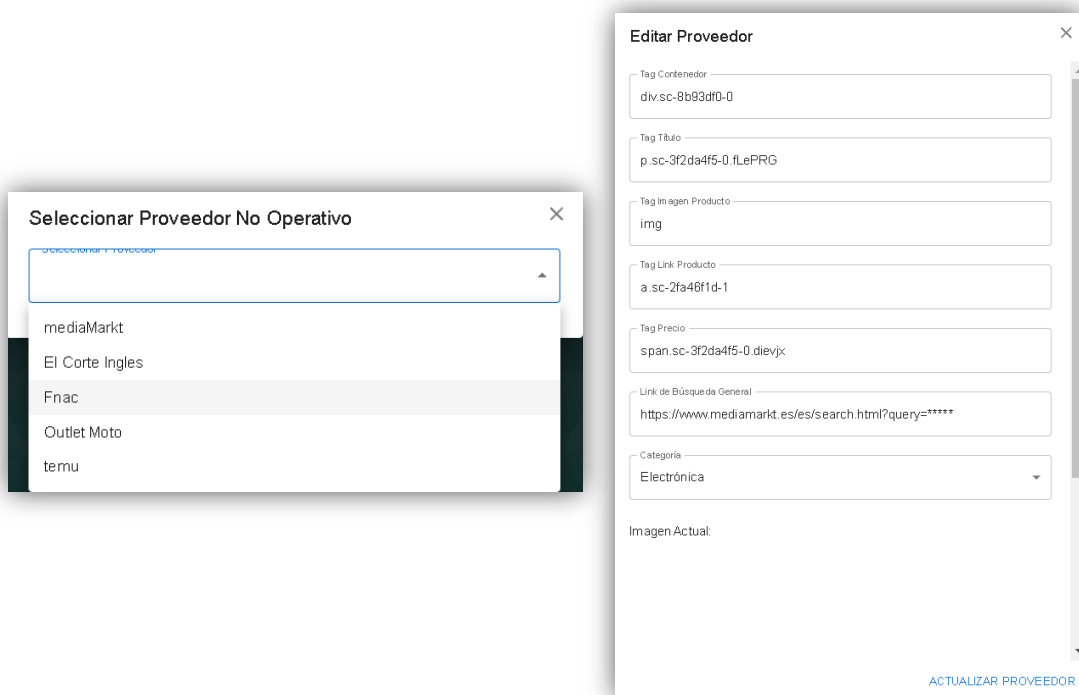 Seleccionar Proveedor No Operativo
Seleccionar Proveedor
mediaMarkt
El Corte Ingles
Fnac
Outlet Moto
temu
Editar Proveedor
Tag Contenedor
div.sc-8b93df0-0
Tag Título
p.sc-3f2da4f5-0.fLePRG
Tag Imagen Producto
img
Tag Link Producto
a.sc-2fa46f1d-1
Tag Precio
span.sc-3f2da4f5-0.dievjx
Link de Búsqueda General
https://www.mediamarkt.es/es/search.html?query=*****
Categoría
Electrónica
Imagen Actual:
ACTUALIZAR PROVEEDOR